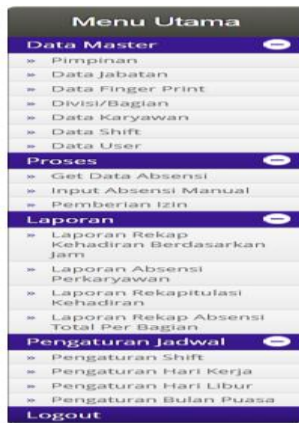 Menu Utama
Data Master
» Pimpinan
» Data Jabatan
» Data Finger Print
» Divisi/Bagian
» Data Karyawan
» Data Shift
» Data User
Proses
» Get Data Absensi
» Input Absensi Manual
» Pemberian Izin
Laporan
» Laporan Rekap
Kehadiran Berdasarkan
Jam
» Laporan Absensi
Perkaryawan
» Laporan Rekapitulasi
Kehadiran
» Laporan Rekap Absensi
Total Per Bagian
Pengaturan Jadwal
» Pengaturan Shift
» Pengaturan Hari Kerja
» Pengaturan Hari Libur
» Pengaturan Bulan Puasa
Logout